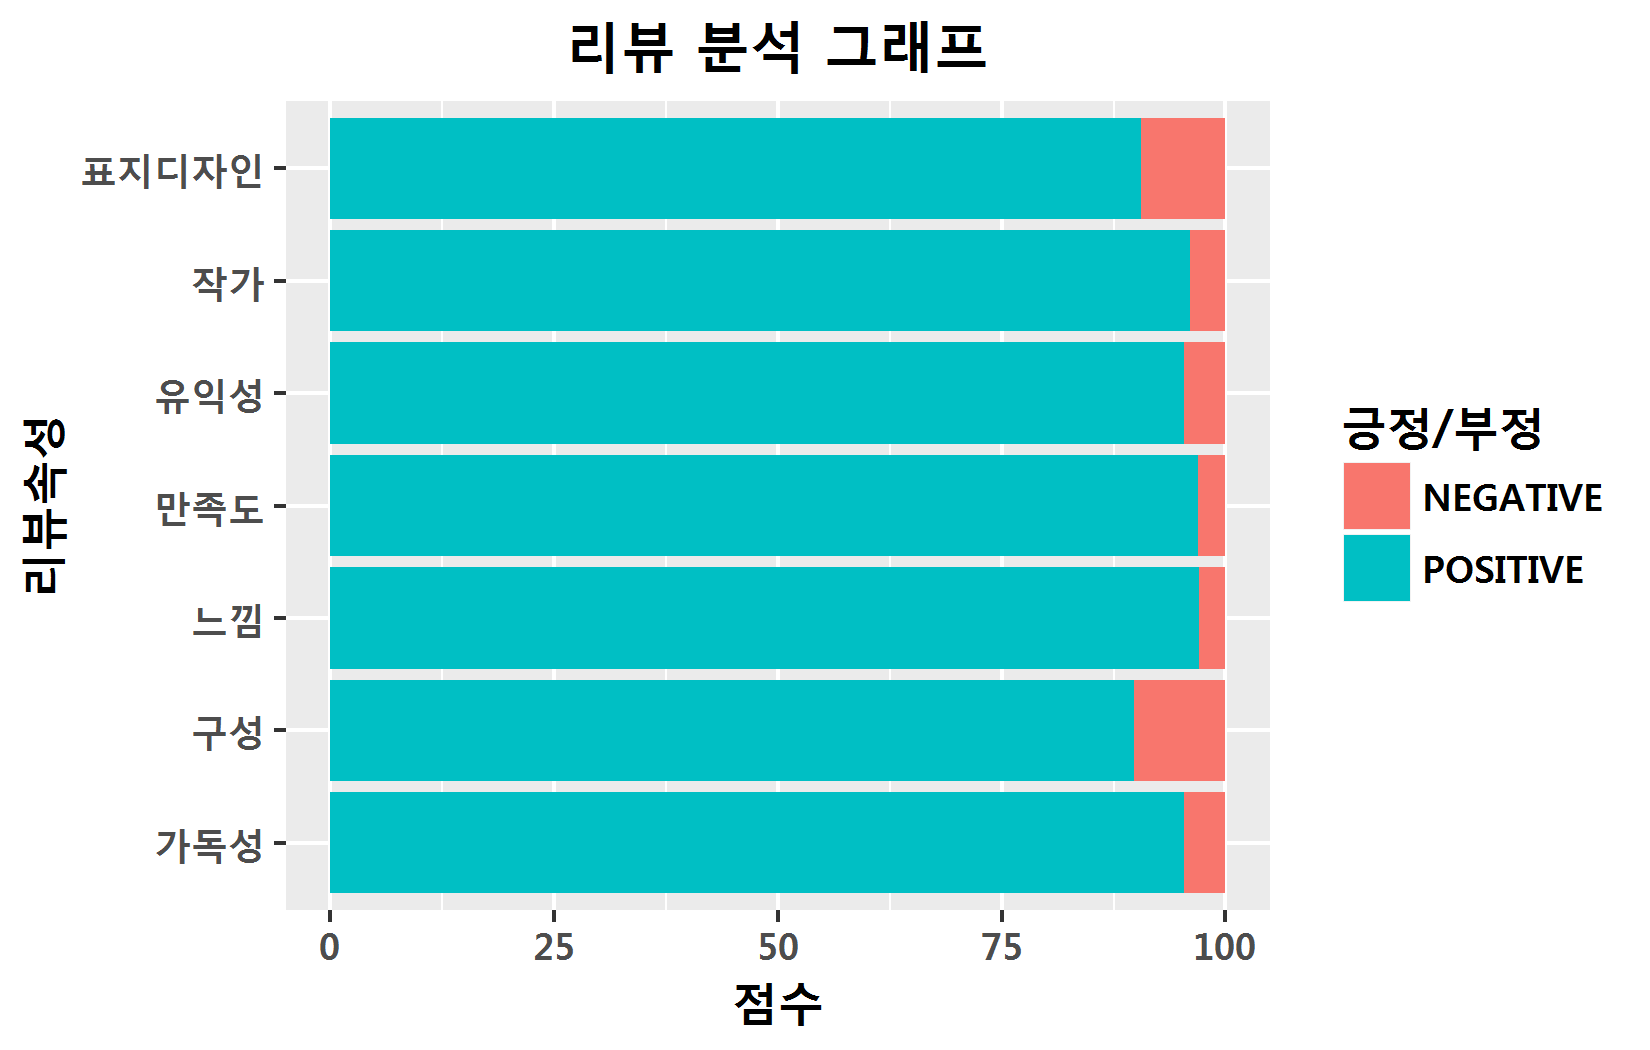 리뷰 분석 그래프
리뷰속성
표지디자인
작가
유익성
만족도
느낌
구성
가독성
0 25 50 75 100
점수
긍정/부정
NEGATIVE
POSITIVE